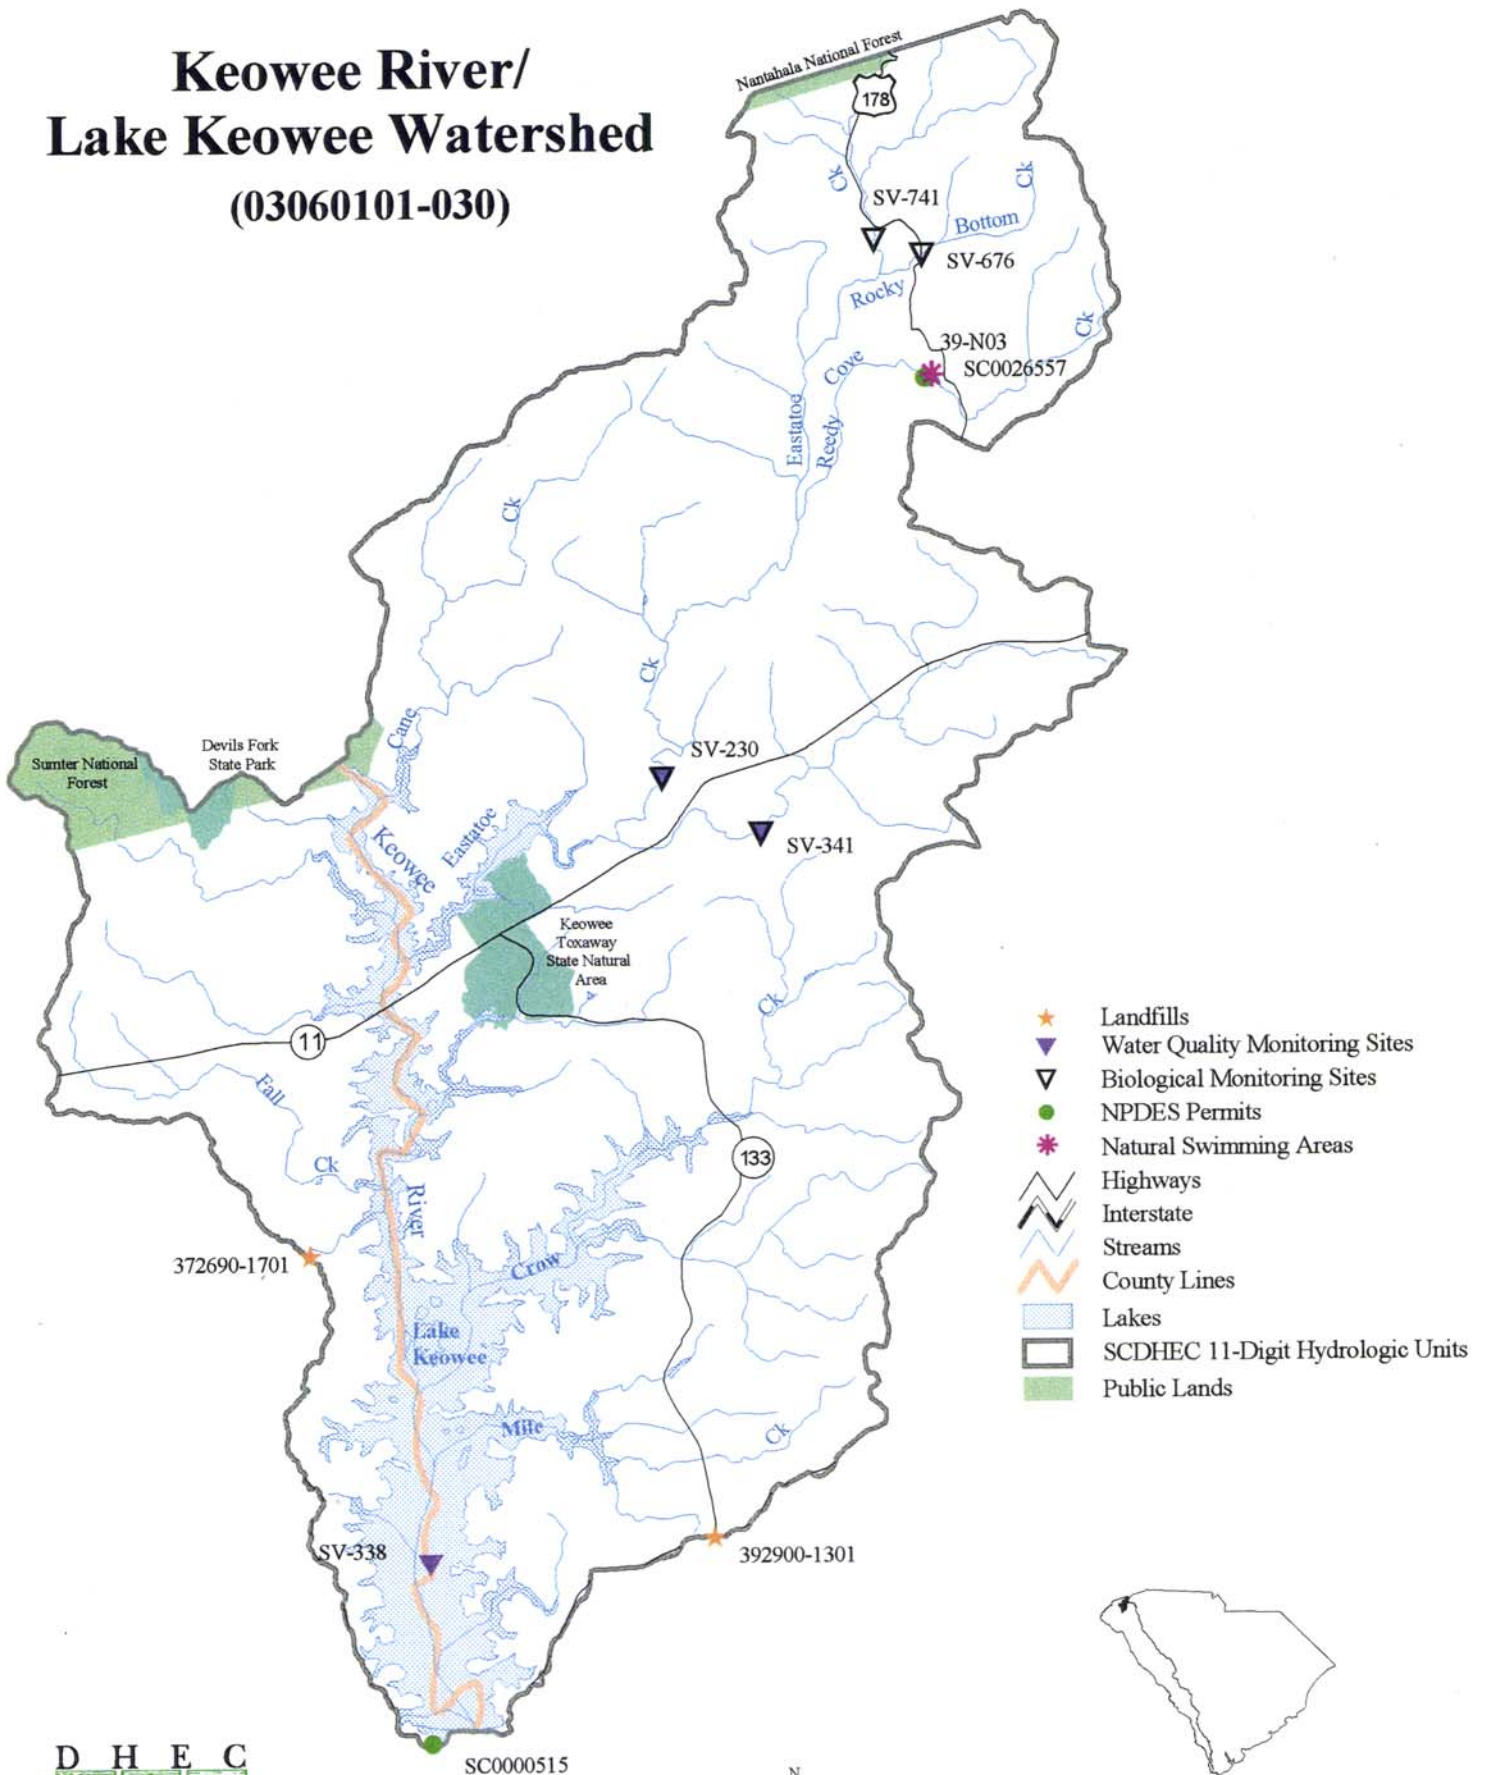 Keowee River/
Lake Keowee Watershed
(03060101-030)
Nantahala National Forest
178
Ck
SV-741
Ck
Bottom
SV-676
Rocky
Ck
39-N03
SC0026557
Cove
Reedy
Eastatoe
Ck
Ck
Cane
SV-230
Devils Fork
State Park
Sumter National
Forest
SV-341
Eastatoe
Keowee
Keowee
Toxaway
State Natural
Area
Ck
11
Fall
Ck
133
River
372690-1701
Crow
Lake
Keowee
Mile
Ck
SV-338
392900-1301
SC0000515
Landfills
Water Quality Monitoring Sites
Biological Monitoring Sites
NPDES Permits
Natural Swimming Areas
Highways
Interstate
Streams
County Lines
Lakes
SCDHEC 11-Digit Hydrologic Units
Public Lands
D H E C
N